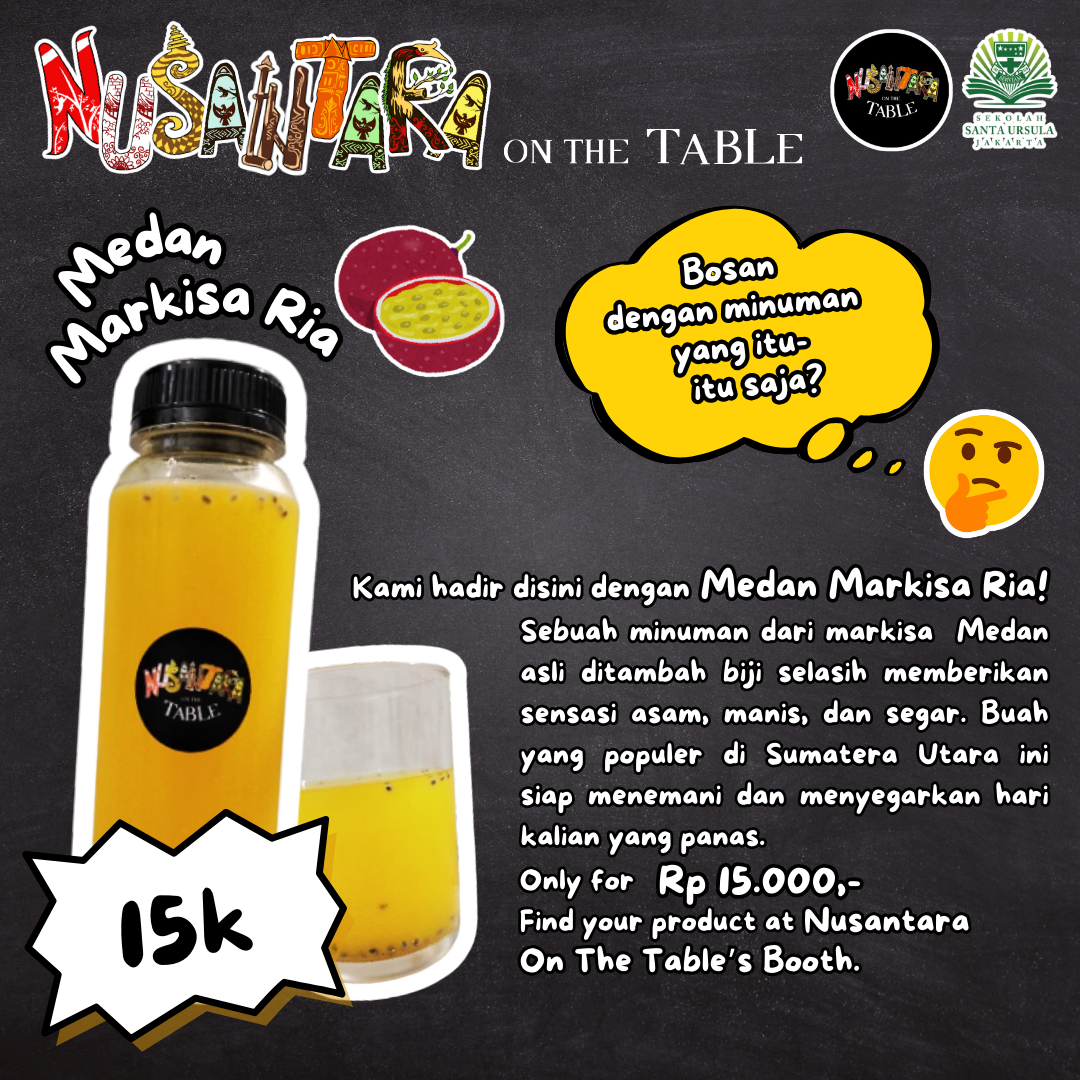 NUSANTARA ON THE TABLE
NUSANTARA
ON THE
TABLE
SERVIAM
SEKOLAH
SANTA URSULA
JAKARTA
Medan
Markisa Ria
Bosan
dengan minuman
yang itu-
itu saja?
Kami hadir disini dengan Medan Markisa Ria!
Sebuah minuman dari markisa Medan
asli ditambah biji selasih memberikan
sensasi asam, manis, dan segar. Buah
yang populer di Sumatera Utara ini
siap menemani dan menyegarkan hari
kalian yang panas.
Only for Rp 15.000,-
Find your product at Nusantara
On The Table's Booth.
NUSANTARA
ON THE
TABLE
15k